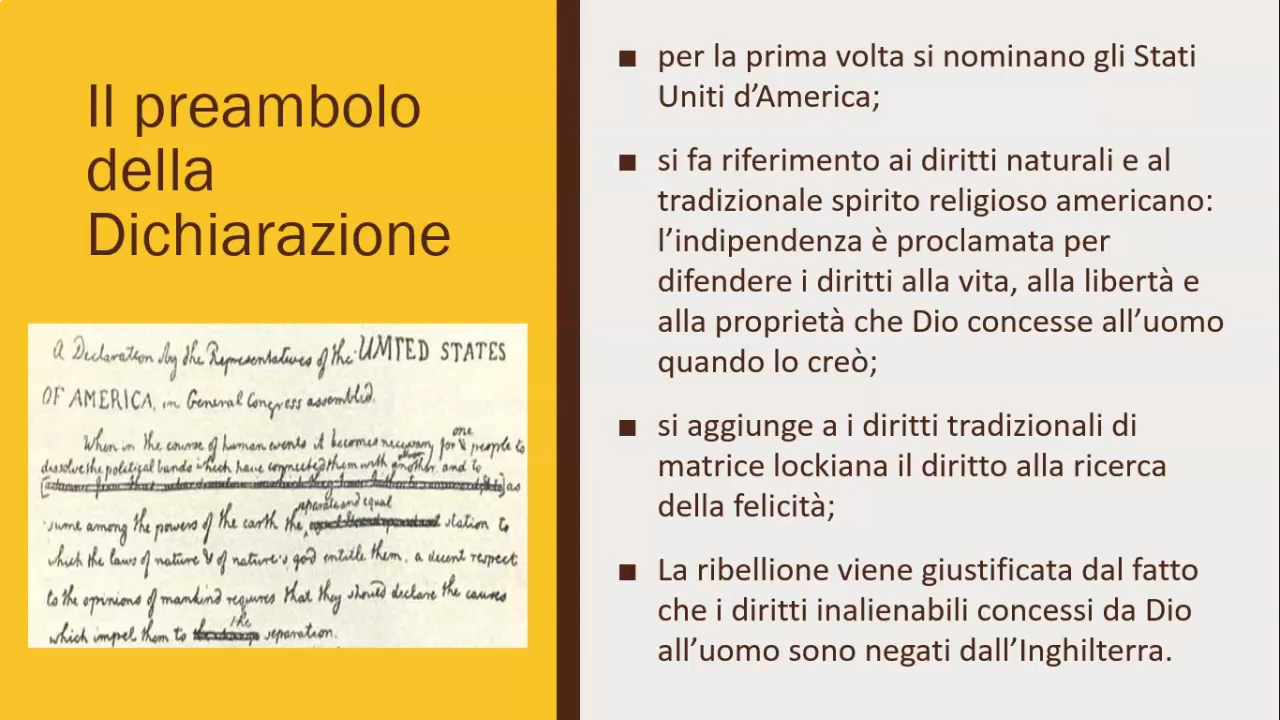 Il preambolo
della
Dichiarazione
a Declaration by the Representatives of the UNITED STATES
OF AMERICA, in General Congress assembled.
When in the course of human events it becomes necessary for one people to
dissolve the political bands which have connected them with another, and to
as
separate and equal
sume among the powers of the earth the station to
which the laws of nature & of nature's god entitle them, a decent respect
to the opinions of mankind requires that they should declare the causes
which impel them to the separation.
■ per la prima volta si nominano gli Stati
Uniti d’America;
■ si fa riferimento ai diritti naturali e al
tradizionale spirito religioso americano:
l’indipendenza è proclamata per
difendere i diritti alla vita, alla libertà e
alla proprietà che Dio concesse all’uomo
quando lo creò;
■ si aggiunge a i diritti tradizionali di
matrice lockiana il diritto alla ricerca
della felicità;
■ La ribellione viene giustificata dal fatto
che i diritti inalienabili concessi da Dio
all’uomo sono negati dall’Inghilterra.